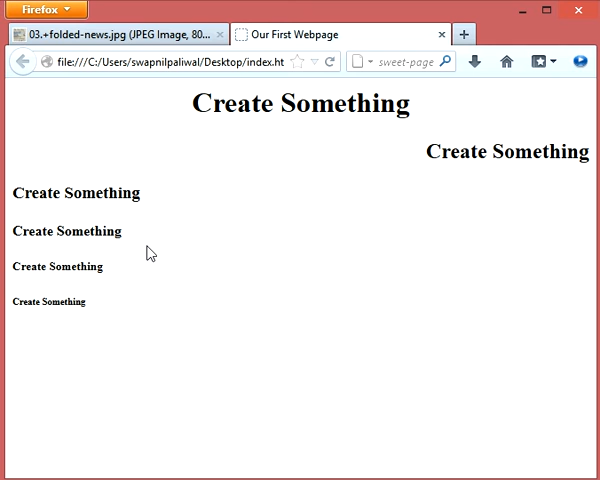 Firefox
03.+folded-news.jpg (JPEG Image, 80...
Our First Webpage
file:///C:/Users/swapnilpaliwal/Desktop/index.ht
sweet-page
Create Something
Create Something
Create Something
Create Something
Create Something
Create Something